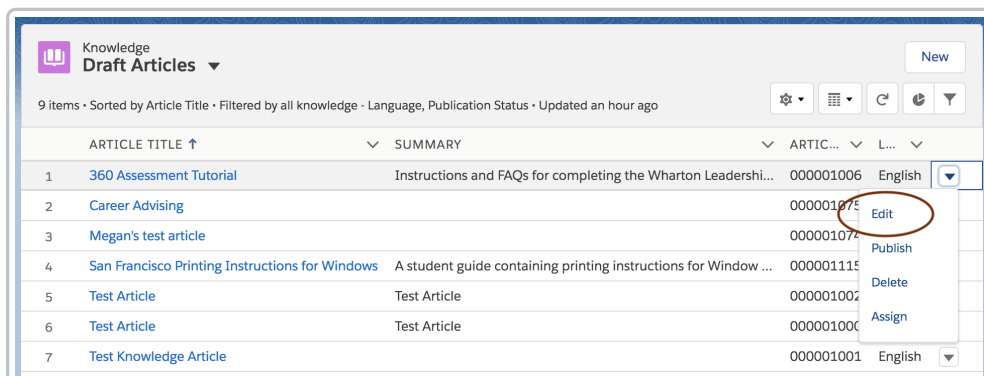 Knowledge
Draft Articles
New
9 items • Sorted by Article Title • Filtered by all knowledge - Language, Publication Status • Updated an hour ago
ARTICLE TITLE SUMMARY ARTIC... L...
1 360 Assessment Tutorial Instructions and FAQs for completing the Wharton Leadershi... 000001006 English
2 Career Advising 000001075
Edit
3 Megan's test article 000001074
Publish
4 San Francisco Printing Instructions for Windows A student guide containing printing instructions for Window ... 000001115
Delete
5 Test Article Test Article 000001002
Assign
6 Test Article Test Article 000001000
7 Test Knowledge Article 000001001 English